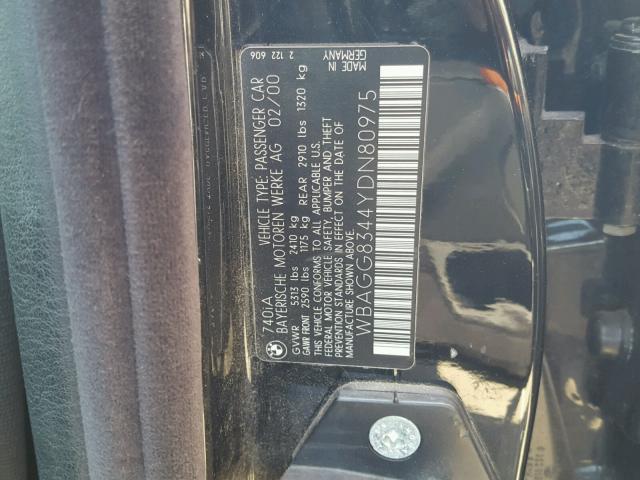 740iA VEHICLE TYPE: PASSENGER CAR
BAYERISCHE MOTOREN WERKE AG 02/00
GVWR 5313 lbs 2410 kg
GAWR FRONT 2590 lbs 1175 kg REAR 2910 lbs 1320 kg
THIS VEHICLE CONFORMS TO ALL APPLICABLE U.S.
FEDERAL MOTOR VEHICLE SAFETY, BUMPER AND THEFT
PREVENTION STANDARDS IN EFFECT ON THE DATE OF
MANUFACTURE SHOWN ABOVE.
WBAGG8344YDN80975
2 122 606
MADE IN
GERMANY